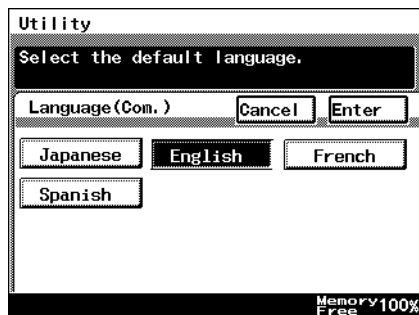 Utility
Select the default language.
Language(Com.) Cancel Enter
Japanese English French
Spanish
Memory Free 100%